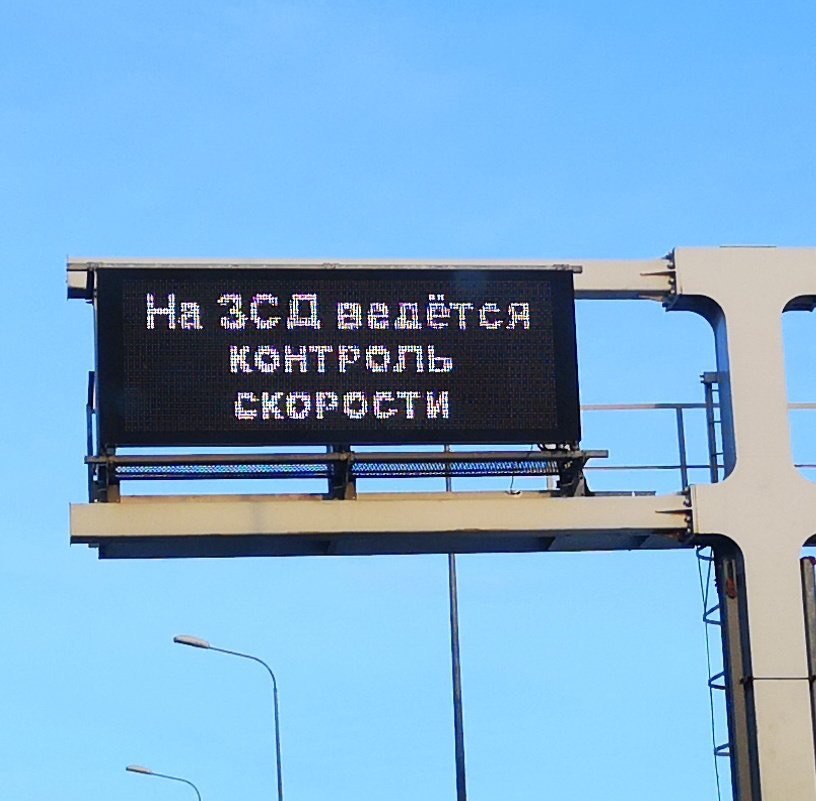 На ЗСД ведётся
контроль
скорости